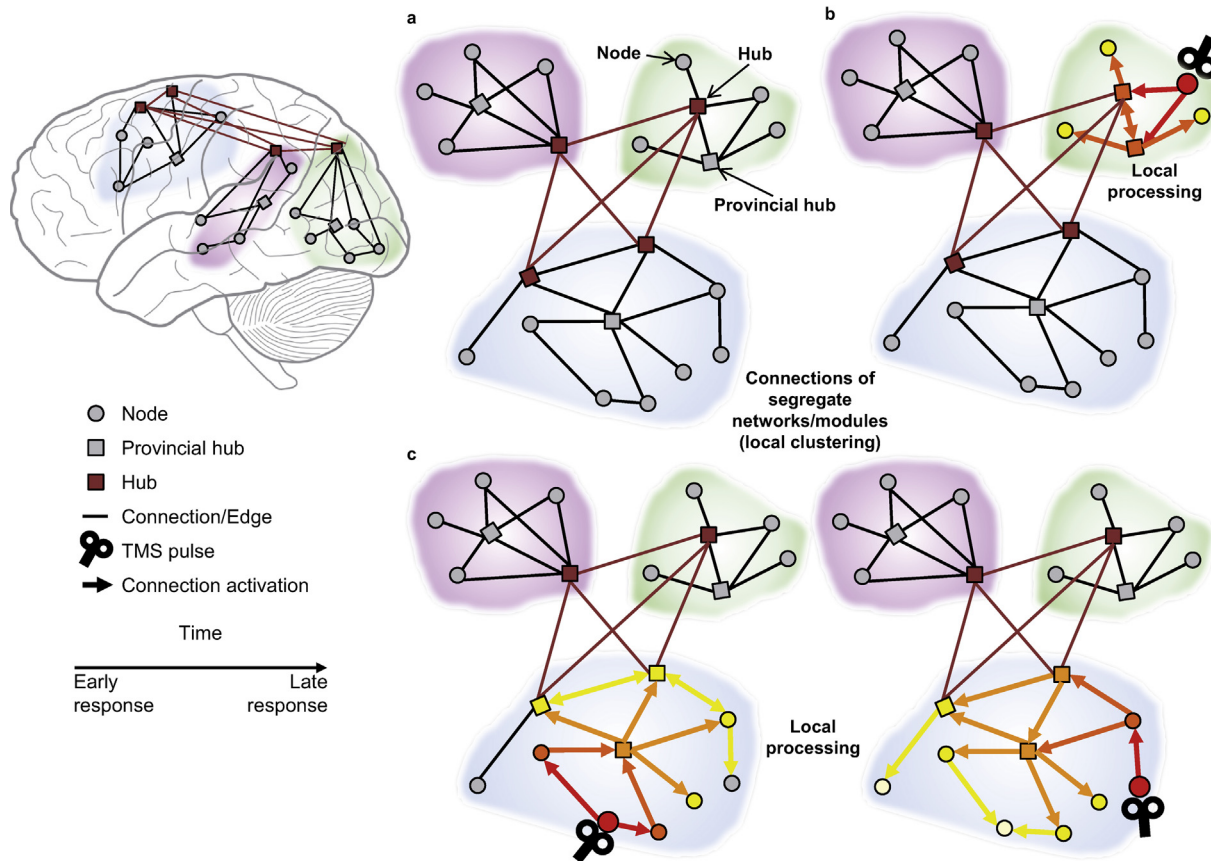 a
b
Node
Hub
Provincial hub
Local
processing
Connections of
segregate
networks/modules
(local clustering)
Node
Provincial hub
Hub
Connection/Edge
TMS pulse
Connection activation
Time
Early
response
Late
response
c
Local
processing